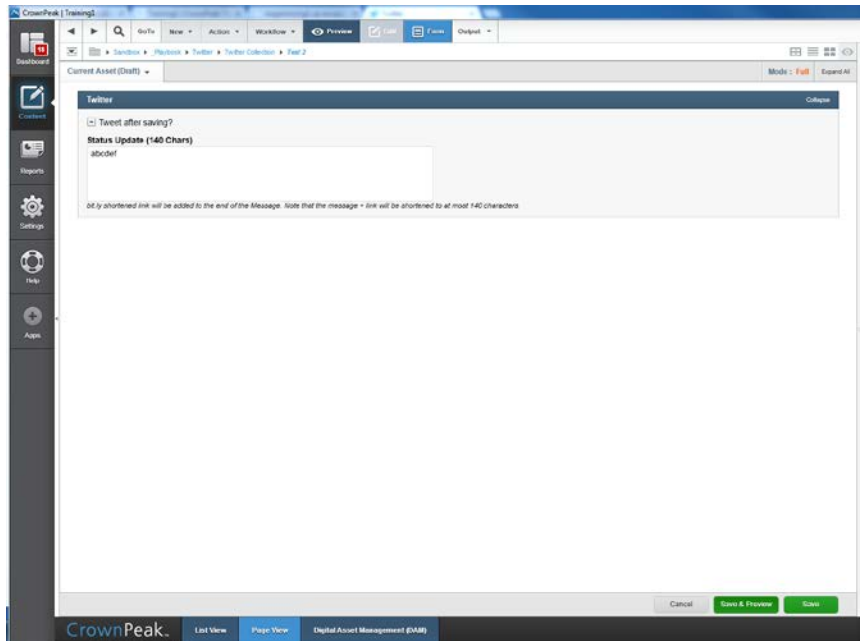 CrownPeak | Training1
GoTo New Action Workflow Preview Edit Form Output
18
Dashboard
Sandbox Playbook Twitter Twitter Collection Test 2
Current Asset (Draft)
Mode : Full Expand All
Content
Twitter
Collapse
Tweet after saving?
Status Update (140 Chars)
abcdef
bit.ly shortened link will be added to the end of the Message. Note that the message + link will be shortened to at most 140 characters
Reports
Settings
Help
Apps
Cancel Save & Preview Save
CrownPeak List View Page View Digital Asset Management (DAM)